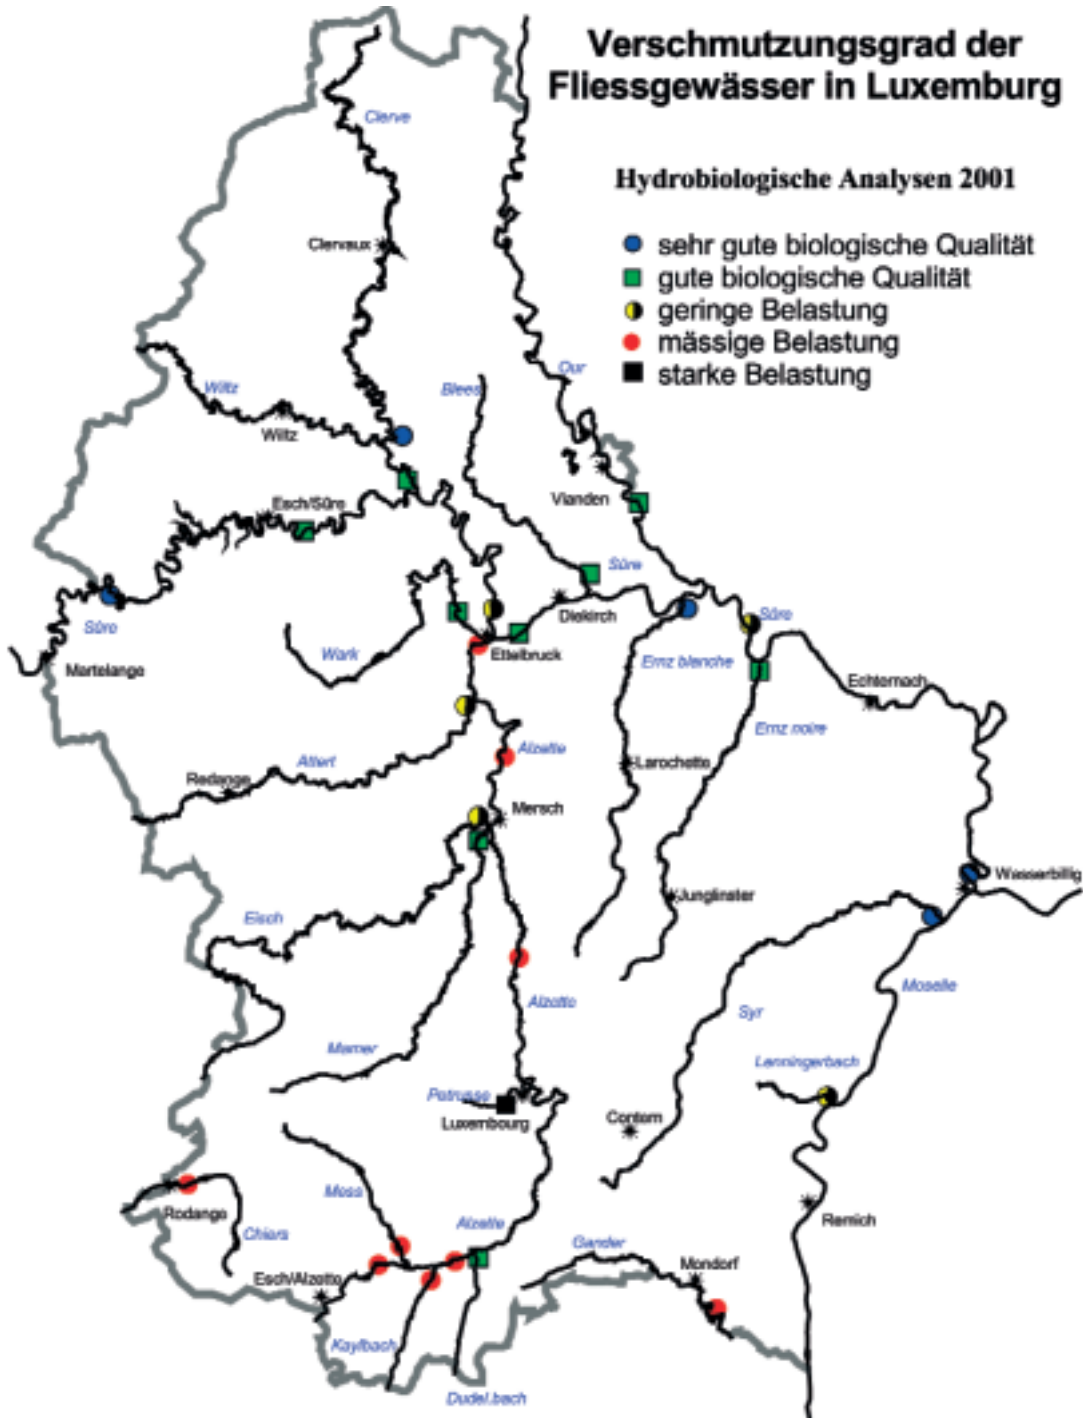 Verschmutzungsgrad der
Fliessgewässer in Luxemburg
Hydrobiologische Analysen 2001
sehr gute biologische Qualität
gute biologische Qualität
geringe Belastung
mässige Belastung
starke Belastung
Clerve
Clervaux
Wiltz
Wiltz
Blees
Our
Vianden
Esch/Sûre
Sûre
Diekirch
Sûre
Sûre
Martelange
Wark
Ettelbruck
Ernz blanche
Echternach
Ernz noire
Attert
Redange
Alzette
Larochette
Mersch
Junglinster
Wasserbillig
Eisch
Alzette
Moselle
Syr
Mamer
Lenningerbach
Petrusse
Luxembourg
Contern
Mess
Rodange
Chiers
Alzette
Remich
Gander
Mondorf
Esch/Alzette
Kaylbach
Dudel.bach